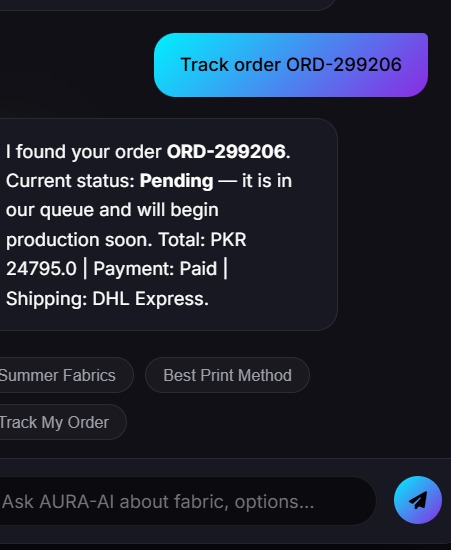 Track order ORD-299206
I found your order ORD-299206.
Current status: Pending — it is in
our queue and will begin
production soon. Total: PKR
24795.0 | Payment: Paid |
Shipping: DHL Express.
Summer Fabrics
Best Print Method
Track My Order
Ask AURA-AI about fabric, options...